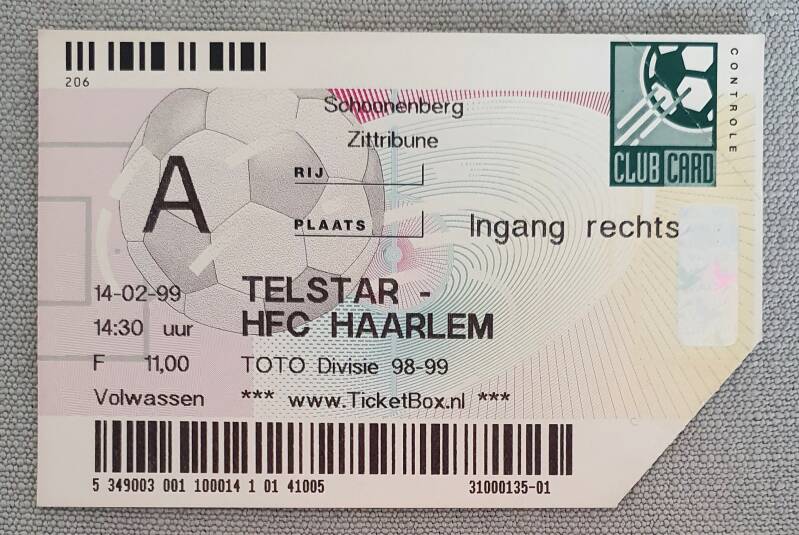 206
Schoonenberg
Zittribune
CONTROLE
CLUB CARD
A
RIJ
PLAATS
Ingang rechts
14-02-99
TELSTAR -
14:30 uur
HFC HAARLEM
F 11,00
TOTO Divisie 98-99
Volwassen
*** www.TicketBox.nl ***
5 349003 001 100014 1 01 41005
31000135-01